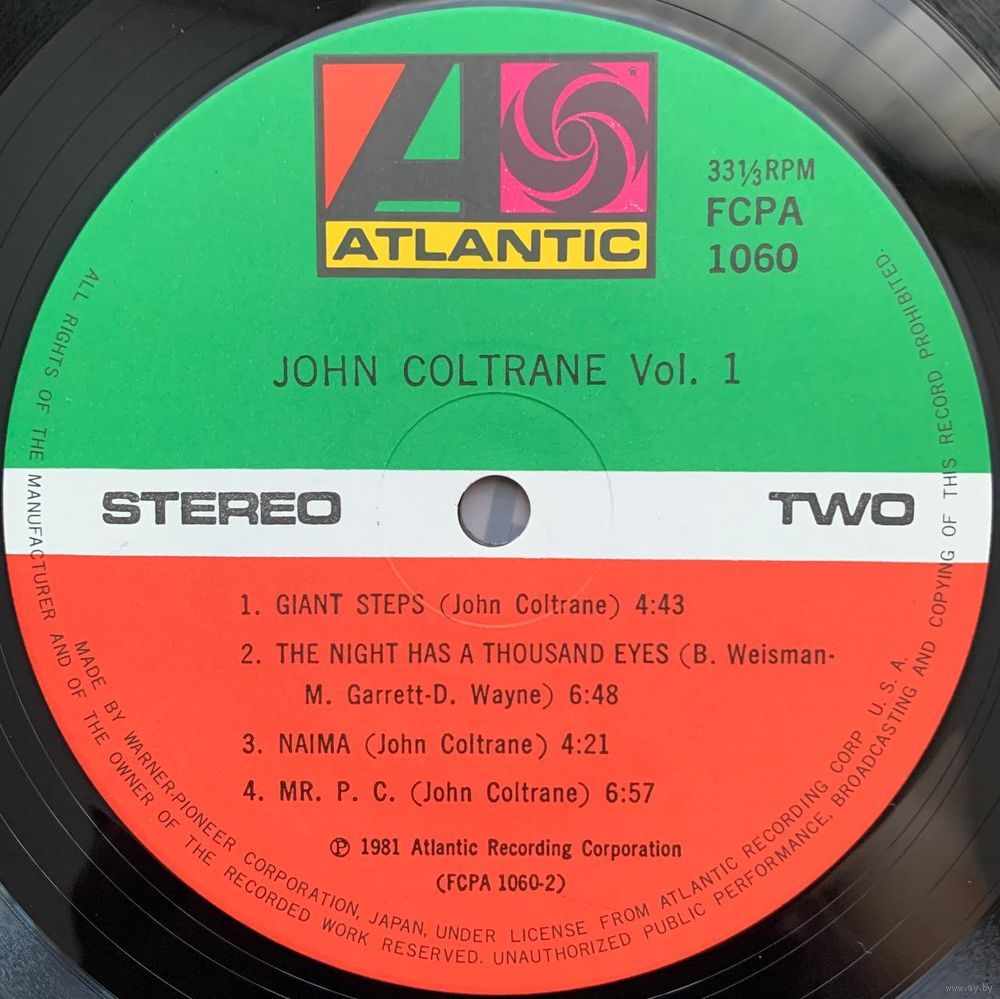 ATLANTIC
®
33⅓RPM
FCPA
1060
JOHN COLTRANE Vol. 1
STEREO
TWO
1. GIANT STEPS (John Coltrane) 4:43
2. THE NIGHT HAS A THOUSAND EYES (B. Weisman-
M. Garrett-D. Wayne) 6:48
3. NAIMA (John Coltrane) 4:21
4. MR. P. C. (John Coltrane) 6:57
℗ 1981 Atlantic Recording Corporation
(FCPA 1060-2)
MADE BY WARNER-PIONEER CORPORATION, JAPAN, UNDER LICENSE FROM ATLANTIC RECORDING CORP U. S. A.
ALL RIGHTS OF THE MANUFACTURER AND OF THE OWNER OF THE RECORDED WORK RESERVED. UNAUTHORIZED PUBLIC PERFORMANCE, BROADCASTING AND COPYING OF THIS RECORD PROHIBITED
www.ay.by